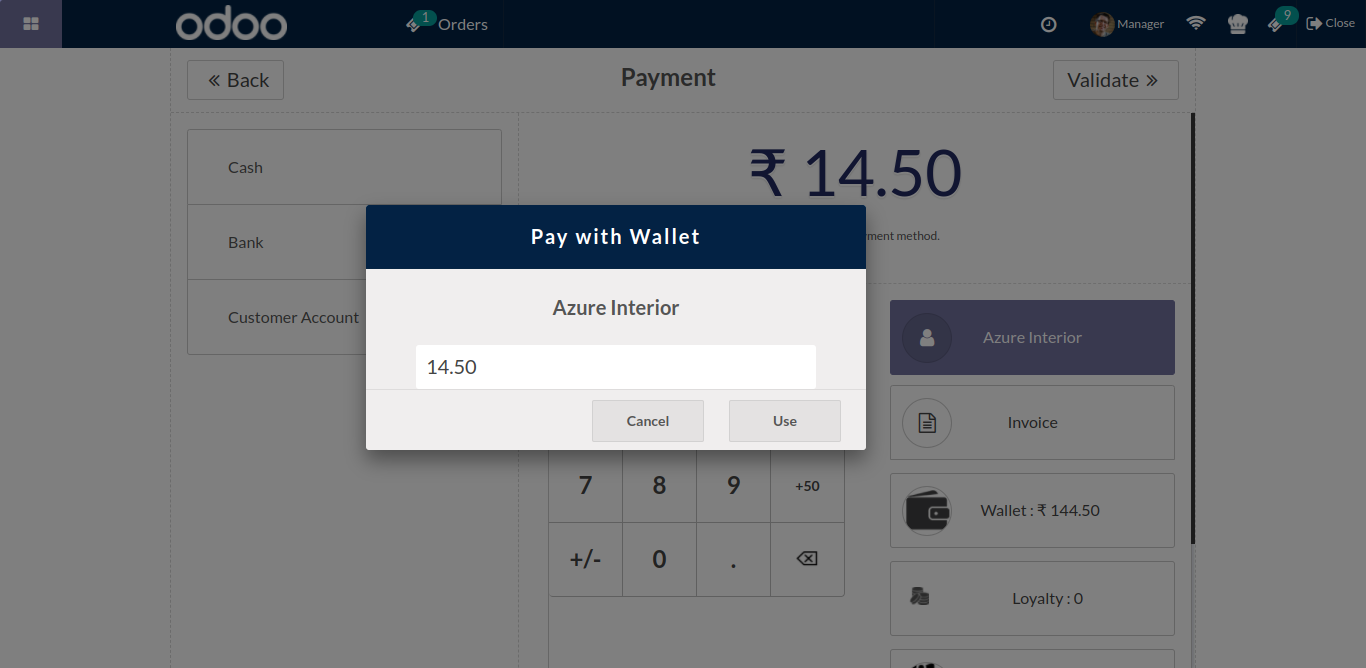 odoo
1
Orders
Manager
9
Close
Back
Payment
Validate
Cash
Bank
Customer Account
₹ 14.50
ment method.
Pay with Wallet
Azure Interior
14.50
Cancel
Use
7 8 9 +50
+/- 0 .
Azure Interior
Invoice
Wallet : ₹ 144.50
Loyalty : 0